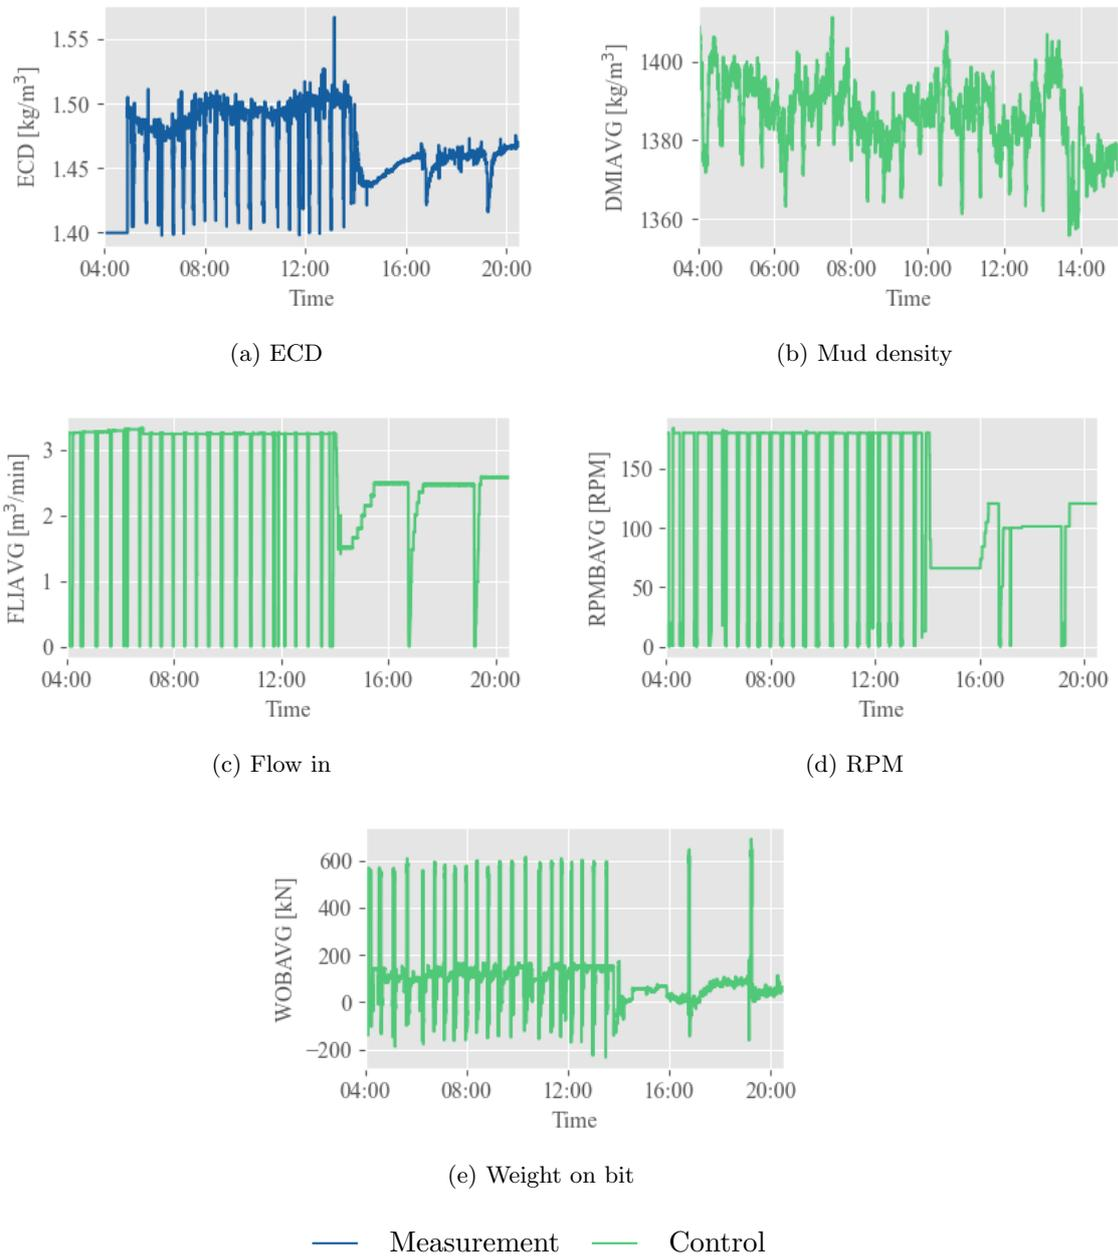 1.55
1.50
1.45
1.40
ECD [kg/m³]
04:00 08:00 12:00 16:00 20:00
Time
(a) ECD
1400
1380
1360
DMIAVG [kg/m³]
04:00 06:00 08:00 10:00 12:00 14:00
Time
(b) Mud density
3
2
1
0
FLIAVG [m³/min]
04:00 08:00 12:00 16:00 20:00
Time
(c) Flow in
150
100
50
0
RPMBAVG [RPM]
04:00 08:00 12:00 16:00 20:00
Time
(d) RPM
600
400
200
0
−200
WOBAVG [kN]
04:00 08:00 12:00 16:00 20:00
Time
(e) Weight on bit
Measurement Control